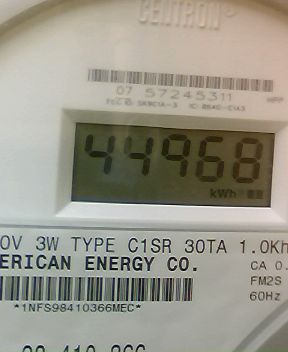 CENTRON®
07 57245311
44968
kWh
0V 3W TYPE C1SR 30TA 1.0Kh
ERICAN ENERGY CO.
CA 0.
FM2S
60Hz
*1NFS98410366MEC*